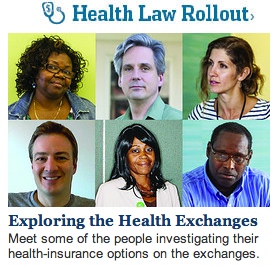 Health Law Rollout›
Exploring the Health Exchanges
Meet some of the people investigating their
health-insurance options on the exchanges.